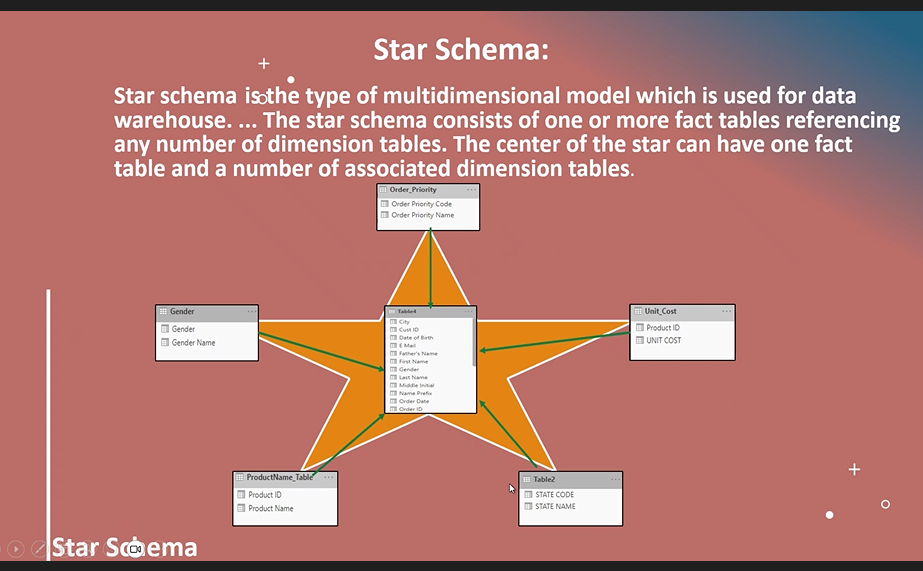 Star Schema:
Star schema is the type of multidimensional model which is used for data
warehouse. ... The star schema consists of one or more fact tables referencing
any number of dimension tables. The center of the star can have one fact
table and a number of associated dimension tables.
Order_Priority
Order Priority Code
Order Priority Name
Gender
Gender
Gender Name
Table4
City
Cust ID
Date of Birth
E Mail
Father's Name
First Name
Gender
Last Name
Middle Initial
Name Prefix
Order Date
Order ID
Unit_Cost
Product ID
UNIT COST
ProductName_Table
Product ID
Product Name
Table2
STATE CODE
STATE NAME
Star Schema